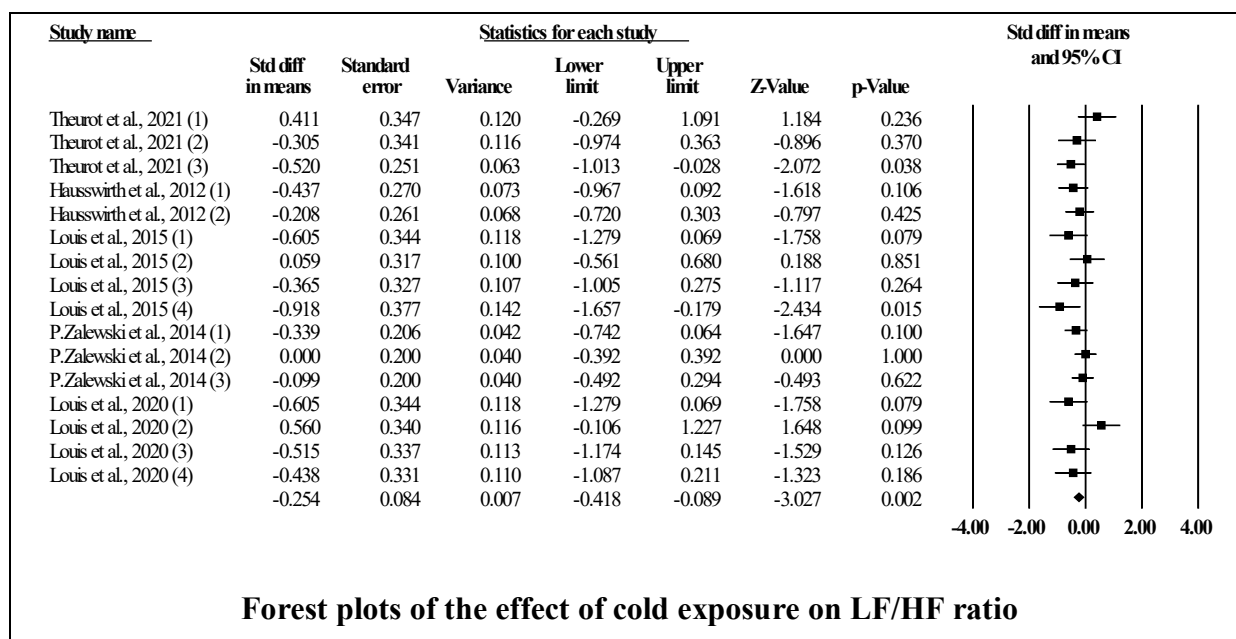 Study name Statistics for each study Std diff in means
and 95% CI
Std diff Standard Lower Upper
in means error Variance limit limit Z-Value p-Value
Theurot et al., 2021 (1) 0.411 0.347 0.120 -0.269 1.091 1.184 0.236
Theurot et al., 2021 (2) -0.305 0.341 0.116 -0.974 0.363 -0.896 0.370
Theurot et al., 2021 (3) -0.520 0.251 0.063 -1.013 -0.028 -2.072 0.038
Hausswirth et al., 2012 (1) -0.437 0.270 0.073 -0.967 0.092 -1.618 0.106
Hausswirth et al., 2012 (2) -0.208 0.261 0.068 -0.720 0.303 -0.797 0.425
Louis et al., 2015 (1) -0.605 0.344 0.118 -1.279 0.069 -1.758 0.079
Louis et al., 2015 (2) 0.059 0.317 0.100 -0.561 0.680 0.188 0.851
Louis et al., 2015 (3) -0.365 0.327 0.107 -1.005 0.275 -1.117 0.264
Louis et al., 2015 (4) -0.918 0.377 0.142 -1.657 -0.179 -2.434 0.015
P.Zalewski et al., 2014 (1) -0.339 0.206 0.042 -0.742 0.064 -1.647 0.100
P.Zalewski et al., 2014 (2) 0.000 0.200 0.040 -0.392 0.392 0.000 1.000
P.Zalewski et al., 2014 (3) -0.099 0.200 0.040 -0.492 0.294 -0.493 0.622
Louis et al., 2020 (1) -0.605 0.344 0.118 -1.279 0.069 -1.758 0.079
Louis et al., 2020 (2) 0.560 0.340 0.116 -0.106 1.227 1.648 0.099
Louis et al., 2020 (3) -0.515 0.337 0.113 -1.174 0.145 -1.529 0.126
Louis et al., 2020 (4) -0.438 0.331 0.110 -1.087 0.211 -1.323 0.186
-0.254 0.084 0.007 -0.418 -0.089 -3.027 0.002
-4.00 -2.00 0.00 2.00 4.00
Forest plots of the effect of cold exposure on LF/HF ratio